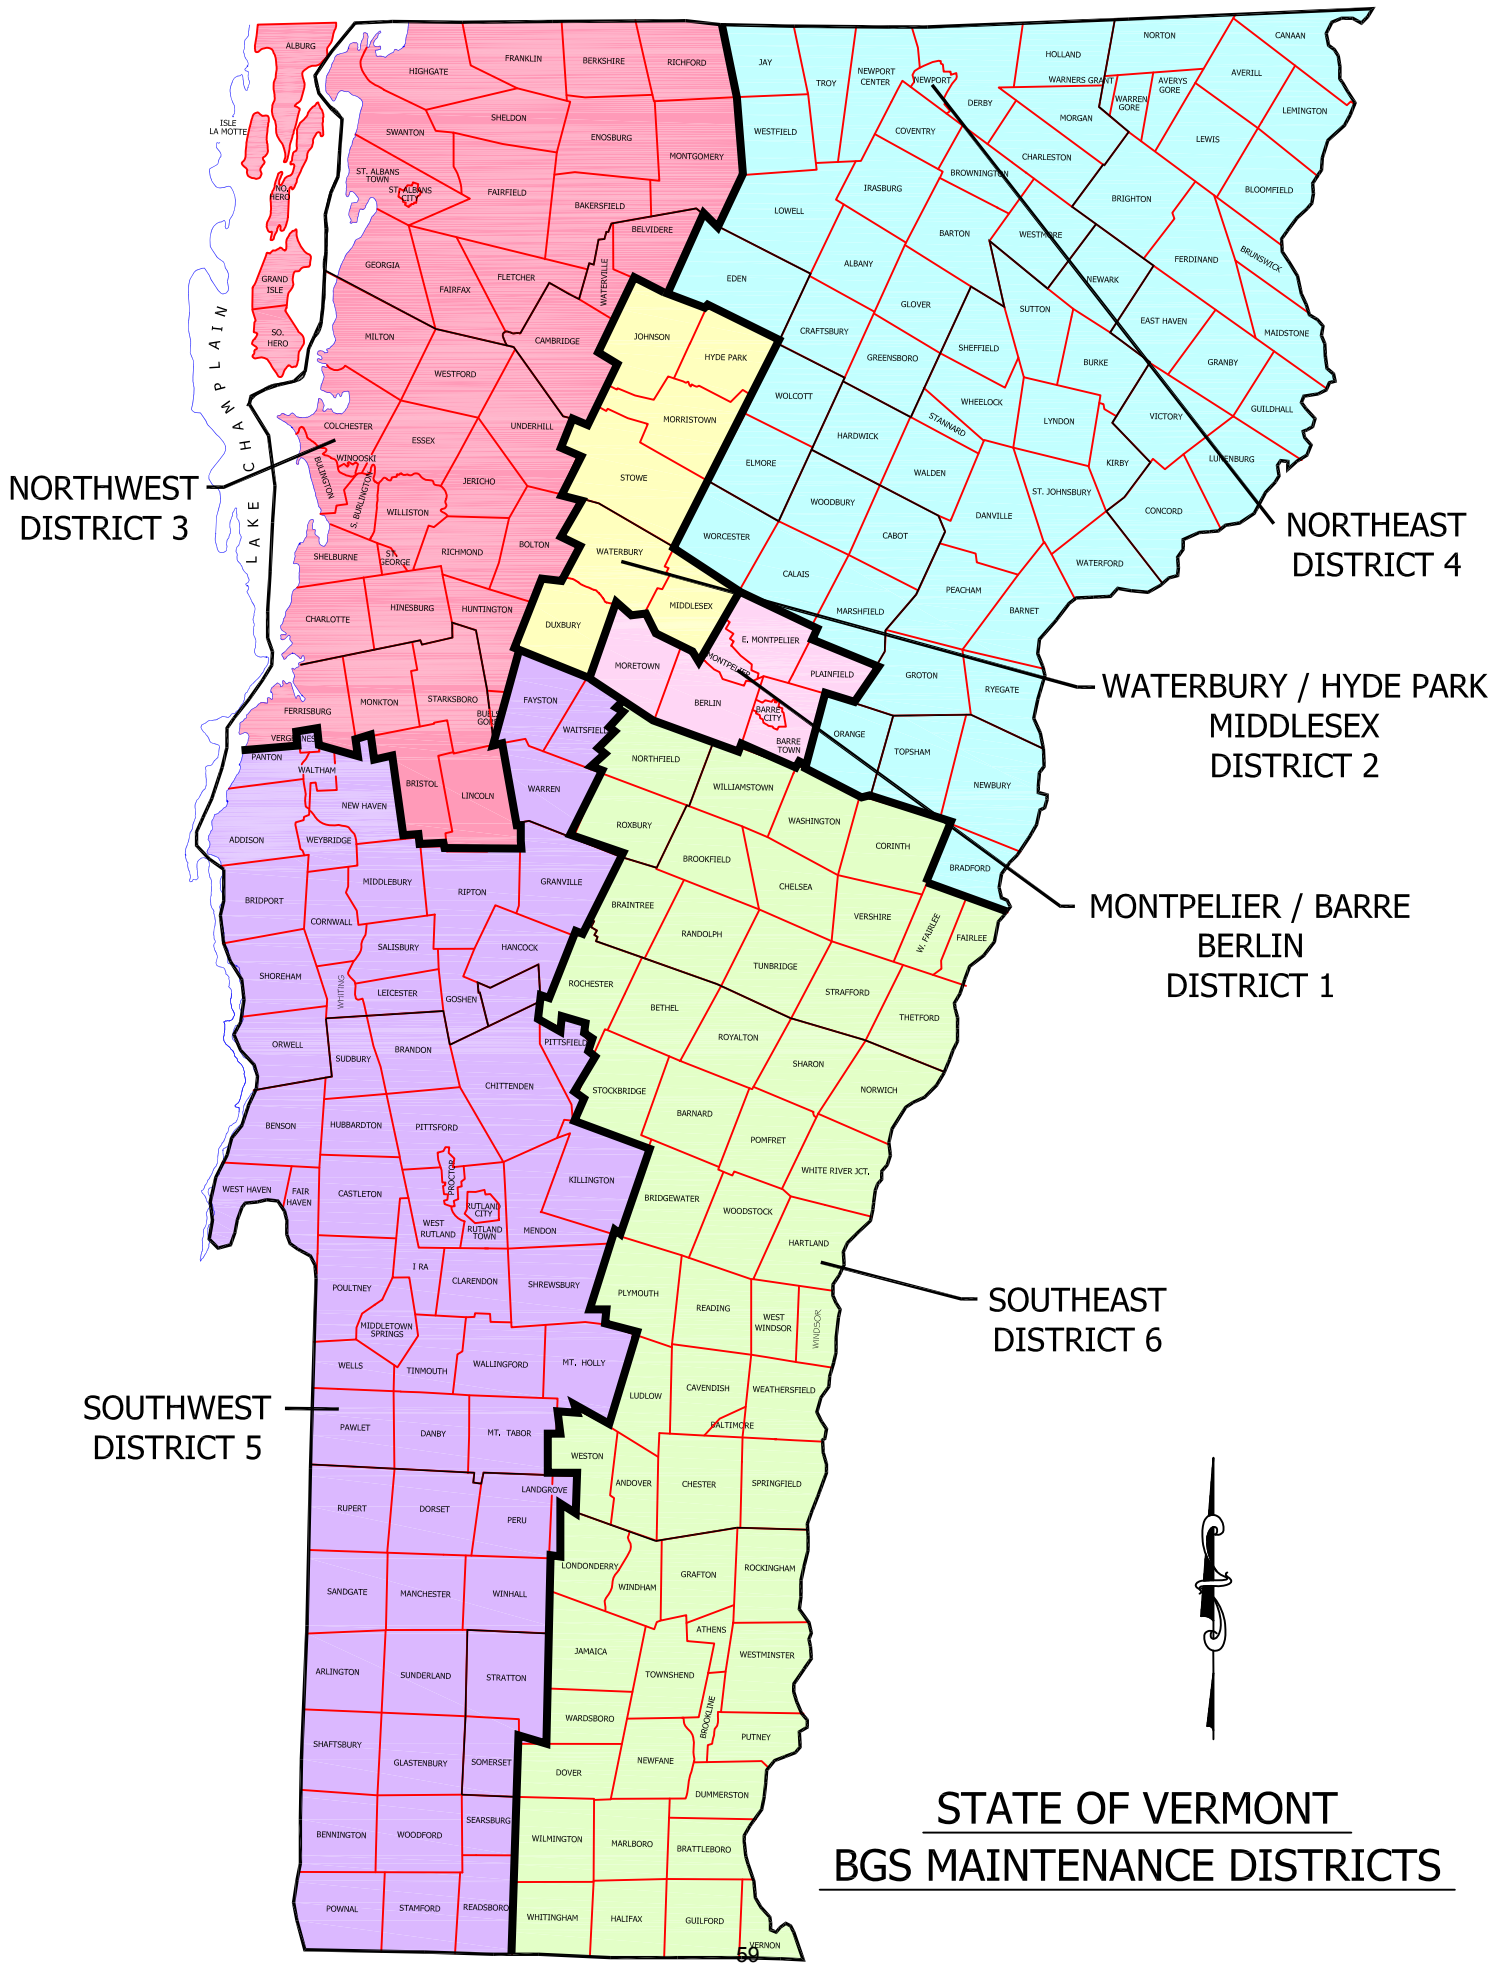 ALBURG
ISLE
LA MOTTE
NO.
HERO
GRAND
ISLE
SO.
HERO
LAKE CHAMPLAIN
HIGHGATE
FRANKLIN
BERKSHIRE
RICHFORD
SWANTON
SHELDON
ENOSBURG
MONTGOMERY
ST. ALBANS
TOWN
ST. ALBANS
CITY
FAIRFIELD
BAKERSFIELD
BELVIDERE
GEORGIA
FAIRFAX
FLETCHER
WATERVILLE
MILTON
WESTFORD
CAMBRIDGE
COLCHESTER
ESSEX
UNDERHILL
WINOOSKI
BULINGTON
S. BURLINGTON
WILLISTON
JERICHO
SHELBURNE
ST.
GEORGE
RICHMOND
BOLTON
CHARLOTTE
HINESBURG
HUNTINGTON
FERRISBURG
MONKTON
STARKSBORO
BUELS
GORE
VERGENNES
BRISTOL
LINCOLN
NORTHWEST
DISTRICT 3
JAY
TROY
NEWPORT
CENTER
NEWPORT
DERBY
HOLLAND
WARNERS GRANT
NORTON
CANAAN
AVERILL
AVERYS
GORE
WARREN
GORE
LEMINGTON
WESTFIELD
COVENTRY
MORGAN
LEWIS
CHARLESTON
BROWNINGTON
IRASBURG
BRIGHTON
BLOOMFIELD
LOWELL
BARTON
WESTMORE
FERDINAND
BRUNSWICK
EDEN
ALBANY
NEWARK
GLOVER
SUTTON
EAST HAVEN
MAIDSTONE
CRAFTSBURY
GREENSBORO
SHEFFIELD
BURKE
GRANBY
WOLCOTT
WHEELOCK
STANNARD
LYNDON
VICTORY
GUILDHALL
HARDWICK
ELMORE
WALDEN
KIRBY
LUNENBURG
ST. JOHNSBURY
WOODBURY
DANVILLE
CONCORD
WORCESTER
CABOT
WATERFORD
CALAIS
PEACHAM
MARSHFIELD
BARNET
GROTON
RYEGATE
ORANGE
TOPSHAM
NEWBURY
BRADFORD
NORTHEAST
DISTRICT 4
JOHNSON
HYDE PARK
MORRISTOWN
STOWE
WATERBURY
MIDDLESEX
DUXBURY
WATERBURY / HYDE PARK
MIDDLESEX
DISTRICT 2
MORETOWN
E. MONTPELIER
MONTPELIER
PLAINFIELD
BERLIN
BARRE
CITY
BARRE
TOWN
MONTPELIER / BARRE
BERLIN
DISTRICT 1
FAYSTON
WAITSFIELD
WARREN
PANTON
WALTHAM
NEW HAVEN
ADDISON
WEYBRIDGE
MIDDLEBURY
RIPTON
GRANVILLE
BRIDPORT
CORNWALL
SALISBURY
HANCOCK
SHOREHAM
WHITING
LEICESTER
GOSHEN
ORWELL
SUDBURY
BRANDON
PITTSFIELD
CHITTENDEN
BENSON
HUBBARDTON
PITTSFORD
WEST HAVEN
FAIR
HAVEN
CASTLETON
PROCTOR
KILLINGTON
RUTLAND
CITY
WEST
RUTLAND
RUTLAND
TOWN
MENDON
POULTNEY
I RA
CLARENDON
SHREWSBURY
MIDDLETOWN
SPRINGS
WELLS
TINMOUTH
WALLINGFORD
MT. HOLLY
PAWLET
DANBY
MT. TABOR
LANDGROVE
RUPERT
DORSET
PERU
SANDGATE
MANCHESTER
WINHALL
ARLINGTON
SUNDERLAND
STRATTON
SHAFTSBURY
GLASTENBURY
SOMERSET
BENNINGTON
WOODFORD
SEARSBURG
POWNAL
STAMFORD
READSBORO
SOUTHWEST
DISTRICT 5
NORTHFIELD
WILLIAMSTOWN
WASHINGTON
ROXBURY
BROOKFIELD
CORINTH
CHELSEA
BRAINTREE
VERSHIRE
W. FAIRLEE
FAIRLEE
RANDOLPH
TUNBRIDGE
ROCHESTER
STRAFFORD
BETHEL
THETFORD
ROYALTON
SHARON
STOCKBRIDGE
NORWICH
BARNARD
POMFRET
WHITE RIVER JCT.
BRIDGEWATER
WOODSTOCK
HARTLAND
PLYMOUTH
READING
WEST
WINDSOR
WINDSOR
LUDLOW
CAVENDISH
WEATHERSFIELD
BALTIMORE
WESTON
ANDOVER
CHESTER
SPRINGFIELD
LONDONDERRY
WINDHAM
GRAFTON
ROCKINGHAM
ATHENS
JAMAICA
TOWNSHEND
WESTMINSTER
BROOKLINE
WARDSBORO
PUTNEY
NEWFANE
DOVER
DUMMERSTON
WILMINGTON
MARLBORO
BRATTLEBORO
WHITINGHAM
HALIFAX
GUILFORD
VERNON
SOUTHEAST
DISTRICT 6
STATE OF VERMONT
BGS MAINTENANCE DISTRICTS
59